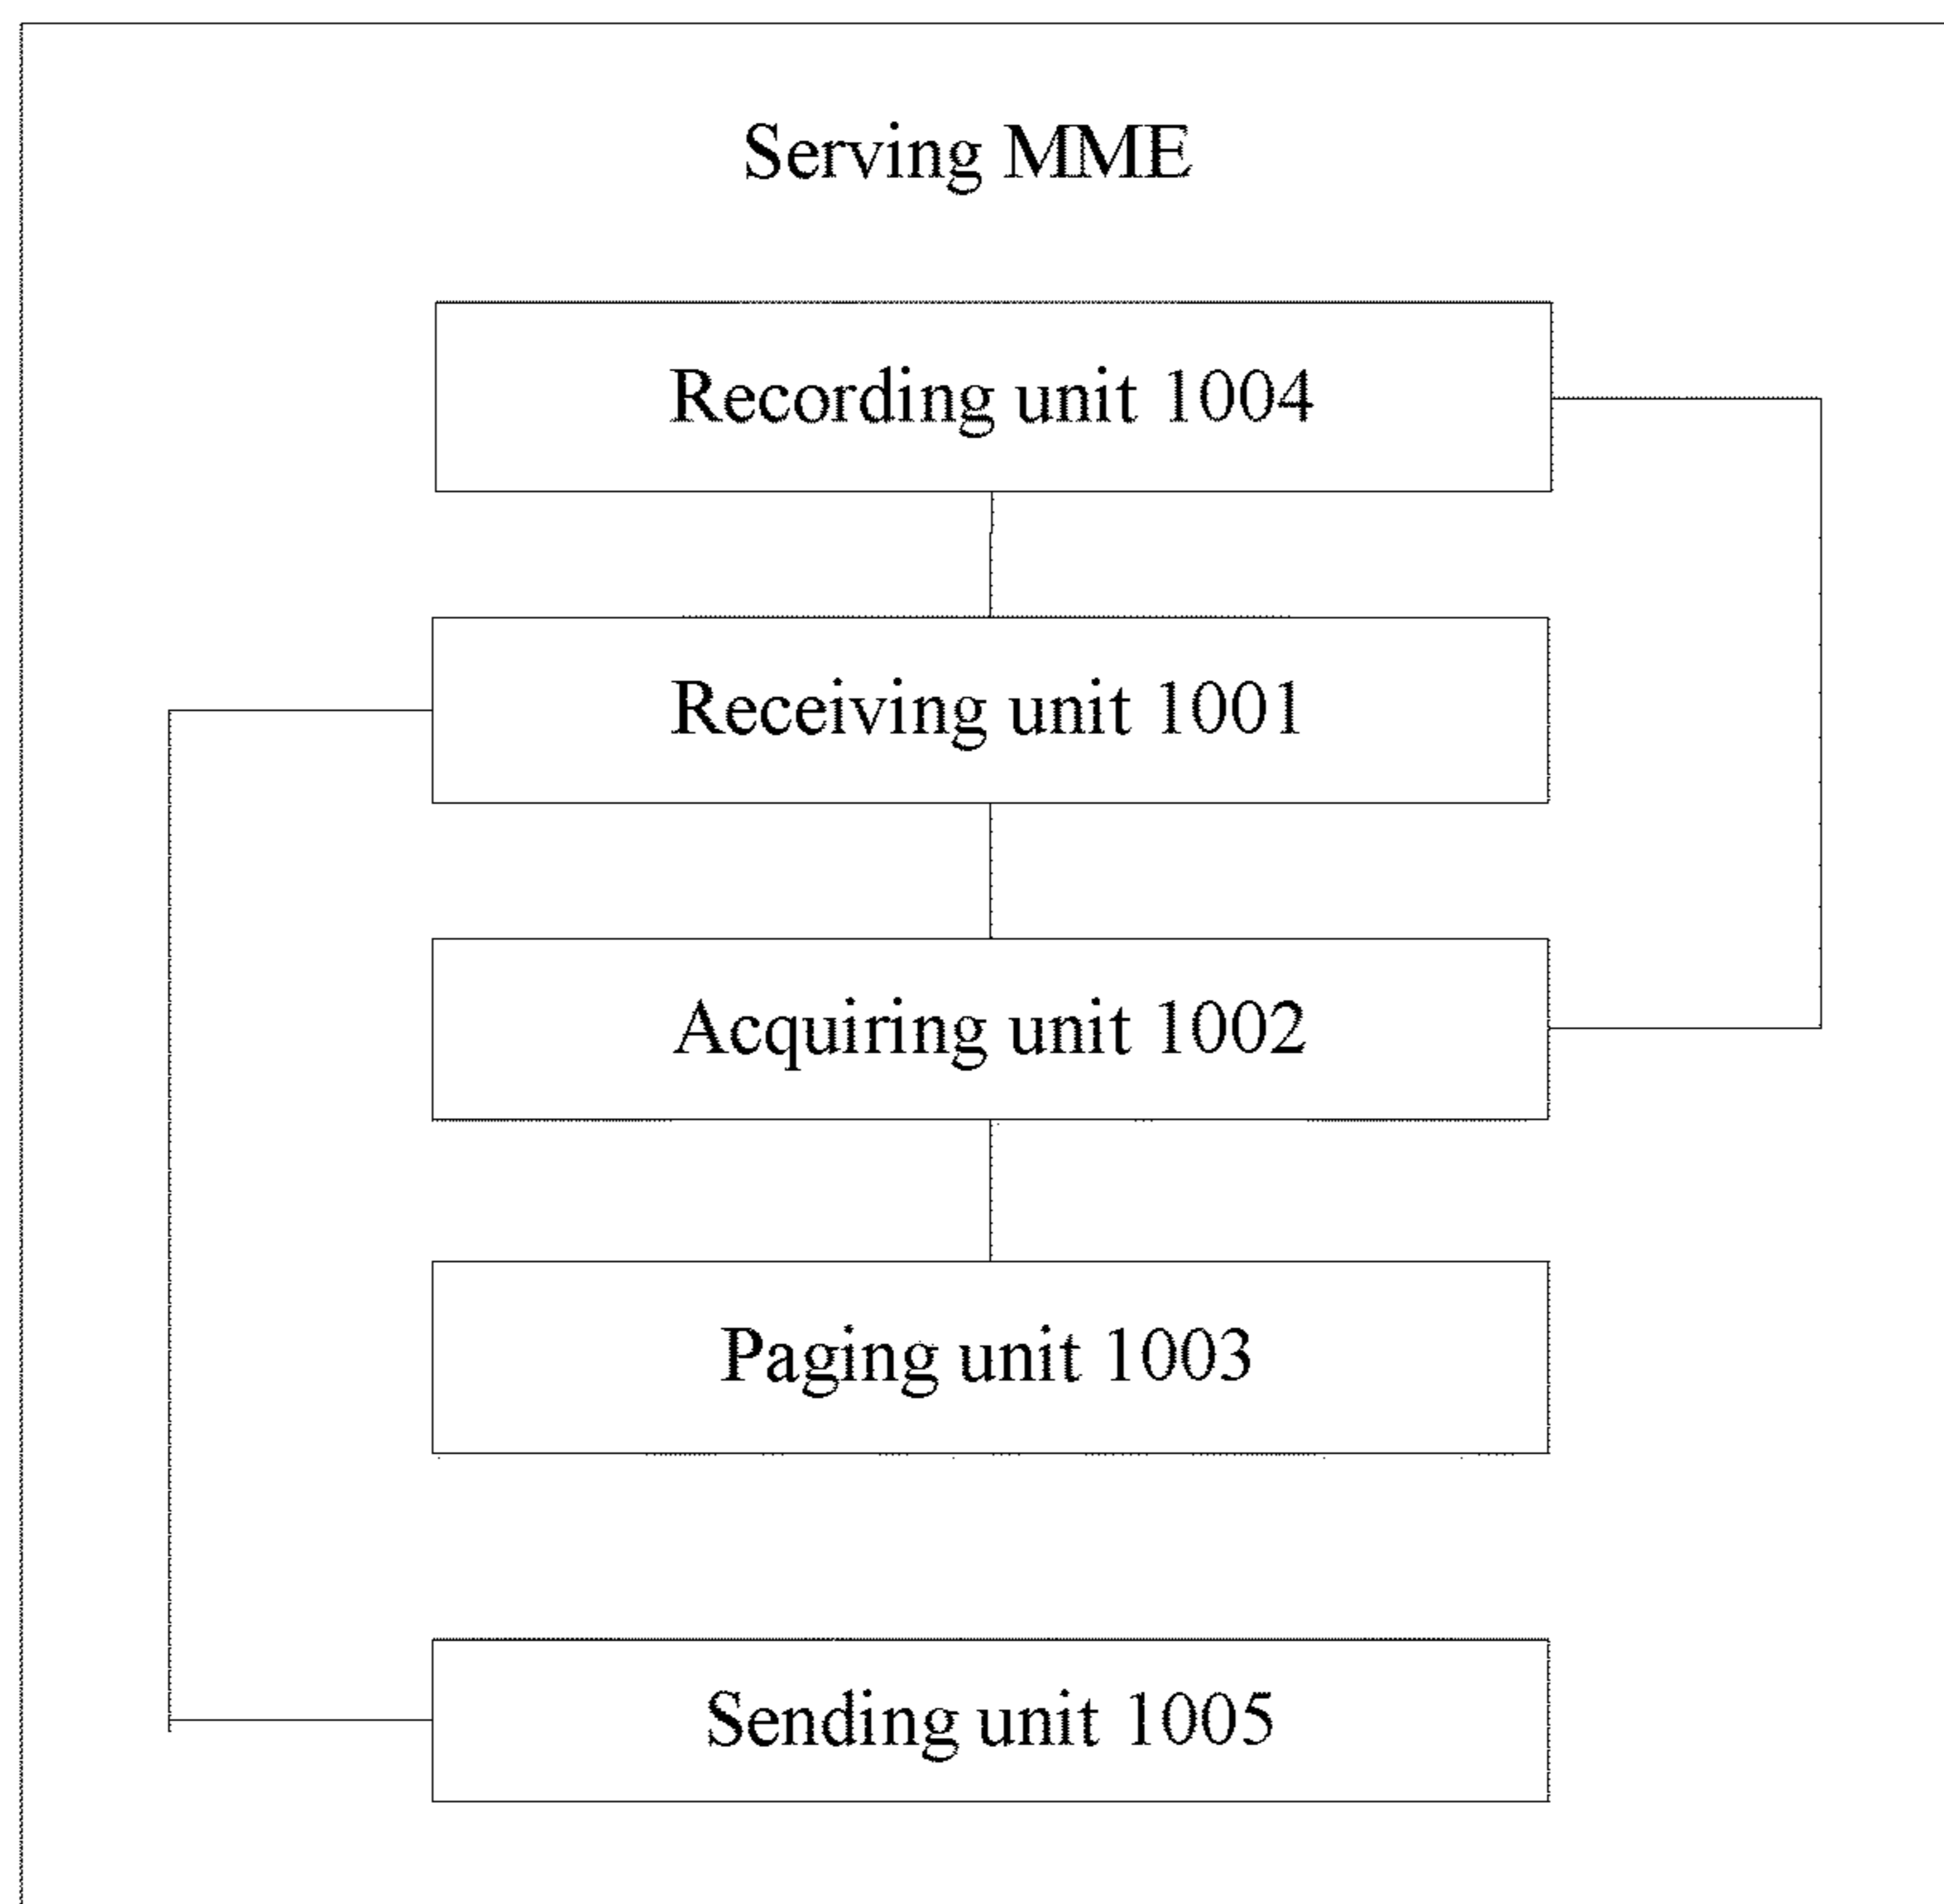 Serving MME
Recording unit 1004
Receiving unit 1001
Acquiring unit 1002
Paging unit 1003
Sending unit 1005